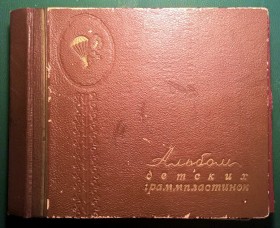 Альбом
детских
грампластинок